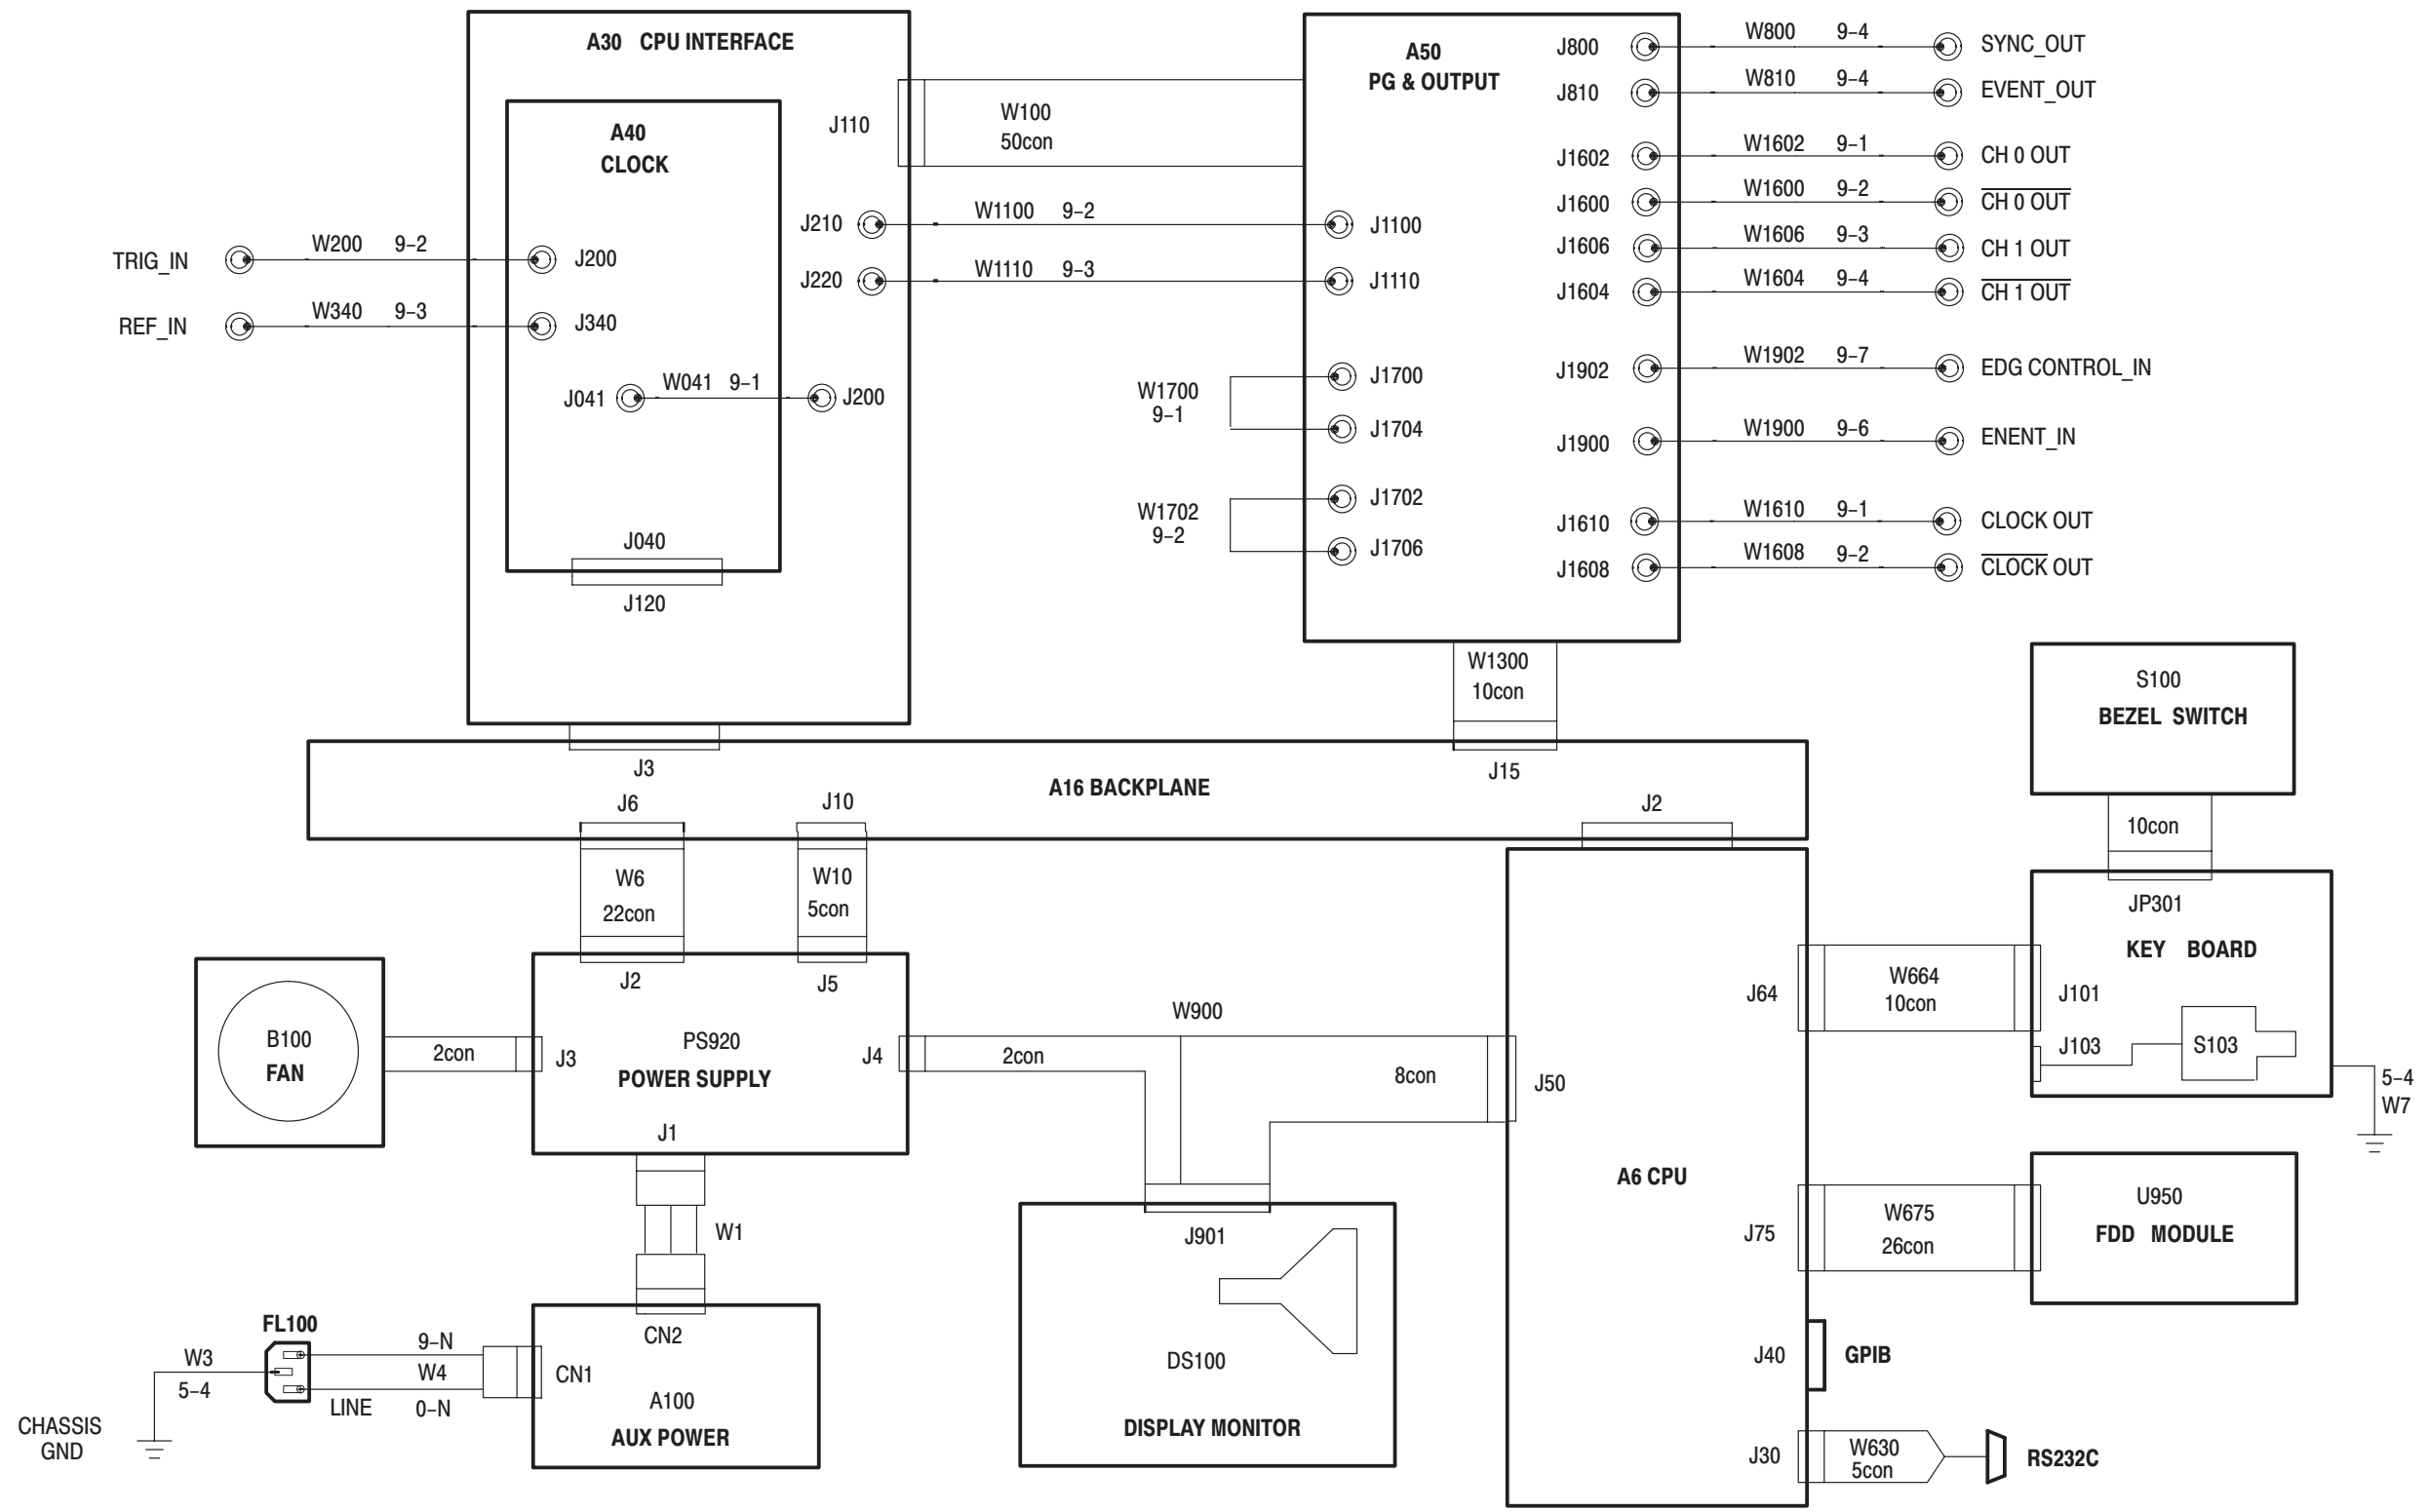 A30 CPU INTERFACE
A40
CLOCK
J110
W100
50con
A50
PG & OUTPUT
J800
W800 9–4
SYNC_OUT
J810
W810 9–4
EVENT_OUT
J1602
W1602 9–1
CH 0 OUT
J1600
W1600 9–2
CH 0 OUT
J1606
W1606 9–3
CH 1 OUT
J1604
W1604 9–4
CH 1 OUT
J1902
W1902 9–7
EDG CONTROL_IN
J1900
W1900 9–6
ENENT_IN
J1610
W1610 9–1
CLOCK OUT
J1608
W1608 9–2
CLOCK OUT
J210
W1100 9–2
J1100
J220
W1110 9–3
J1110
TRIG_IN
W200 9–2
J200
REF_IN
W340 9–3
J340
J041
W041 9–1
J200
W1700
9–1
J1700
J1704
W1702
9–2
J1702
J1706
J040
J120
W1300
10con
J3
J15
A16 BACKPLANE
J6
J10
J2
S100
BEZEL SWITCH
10con
JP301
KEY BOARD
W6
22con
W10
5con
J2
J5
B100
FAN
2con
J3
PS920
POWER SUPPLY
J4
J1
W900
2con
8con
J50
J64
W664
10con
J101
J103
S103
5–4
W7
A6 CPU
J75
W675
26con
U950
FDD MODULE
W1
J901
DS100
DISPLAY MONITOR
J40
GPIB
J30
W630
5con
RS232C
FL100
W3
5–4
9–N
W4
LINE 0–N
CN2
CN1
A100
AUX POWER
CHASSIS
GND